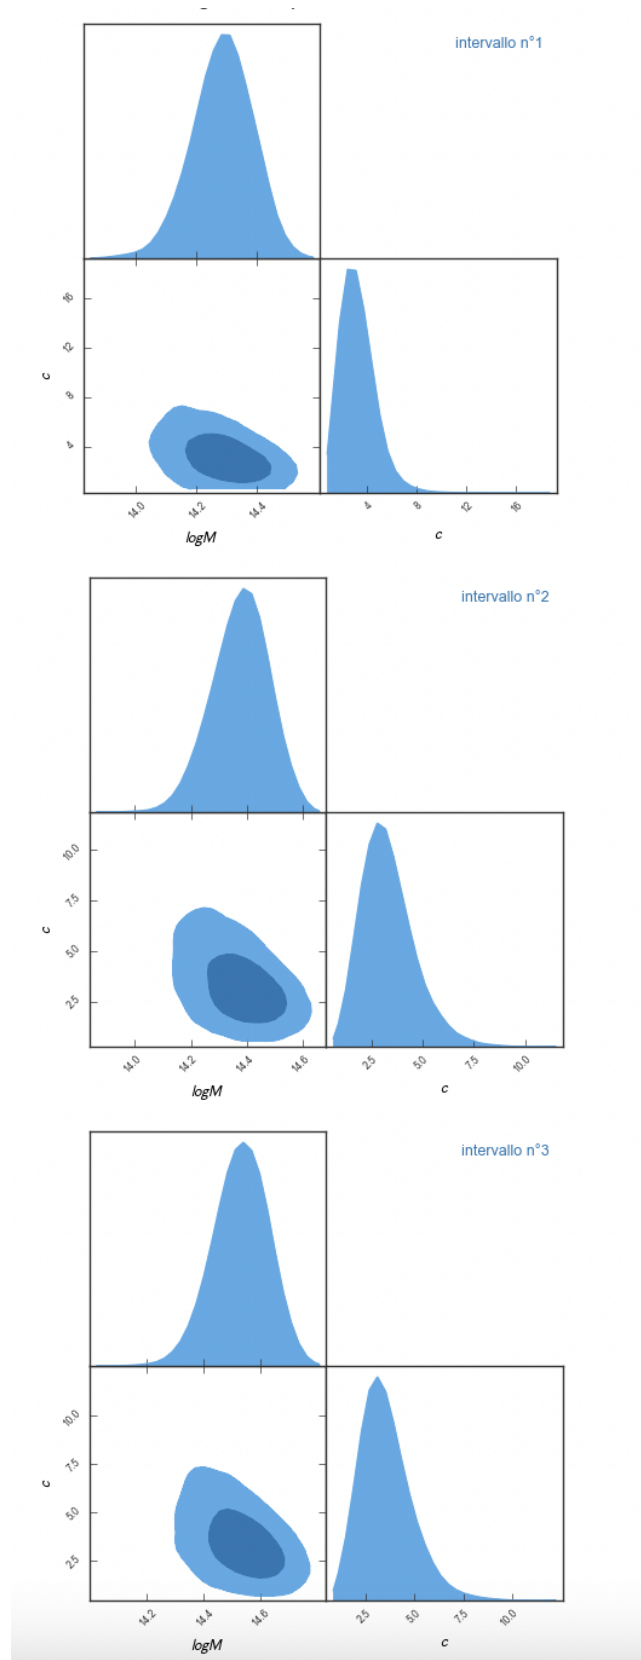 intervallo n°1
16
12
8
4
c
14.0 14.2 14.4
logM
4 8 12 16
c
intervallo n°2
10.0
7.5
5.0
2.5
c
14.0 14.2 14.4 14.6
logM
2.5 5.0 7.5 10.0
c
intervallo n°3
10.0
7.5
5.0
2.5
c
14.2 14.4 14.6
logM
2.5 5.0 7.5 10.0
c